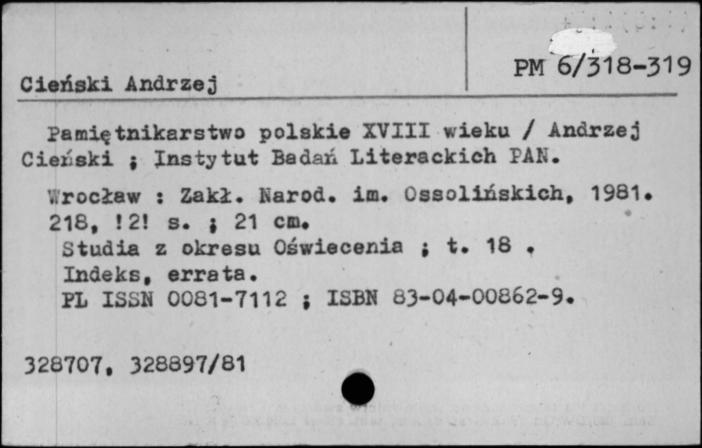 PM 6/318-319
Cieński Andrzej
Pamiętnikarstwo polskie XVIII wieku / Andrzej
Cieński ; Instytut Badań Literackich PAN.
Wrocław : Zakł. Narod. im. Ossolińskich, 1981.
218, !2! s. ; 21 cm.
Studia z okresu Oświecenia ; t. 18 .
Indeks, errata.
PL ISSN 0081-7112 ; ISBN 83-04-00862-9.
328707, 328897/81